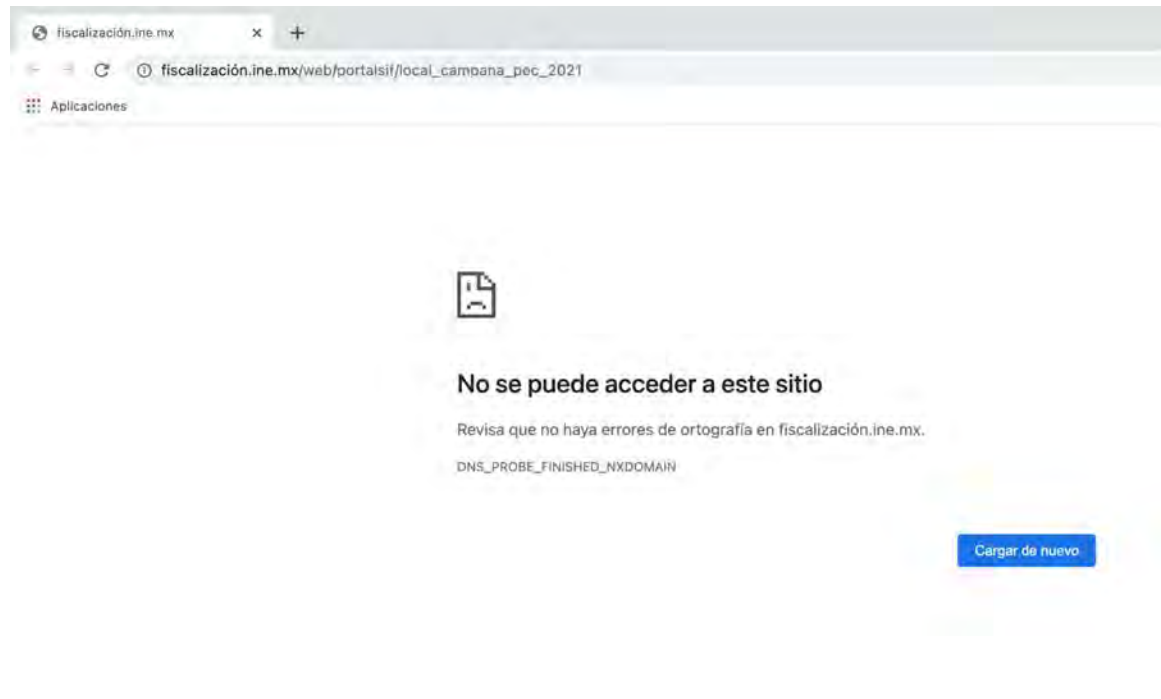 fiscalización.ine.mx × +
fiscalización.ine.mx/web/portalsif/local_campana_pec_2021
Aplicaciones
No se puede acceder a este sitio
Revisa que no haya errores de ortografía en fiscalización.ine.mx.
DNS_PROBE_FINISHED_NXDOMAIN
Cargar de nuevo